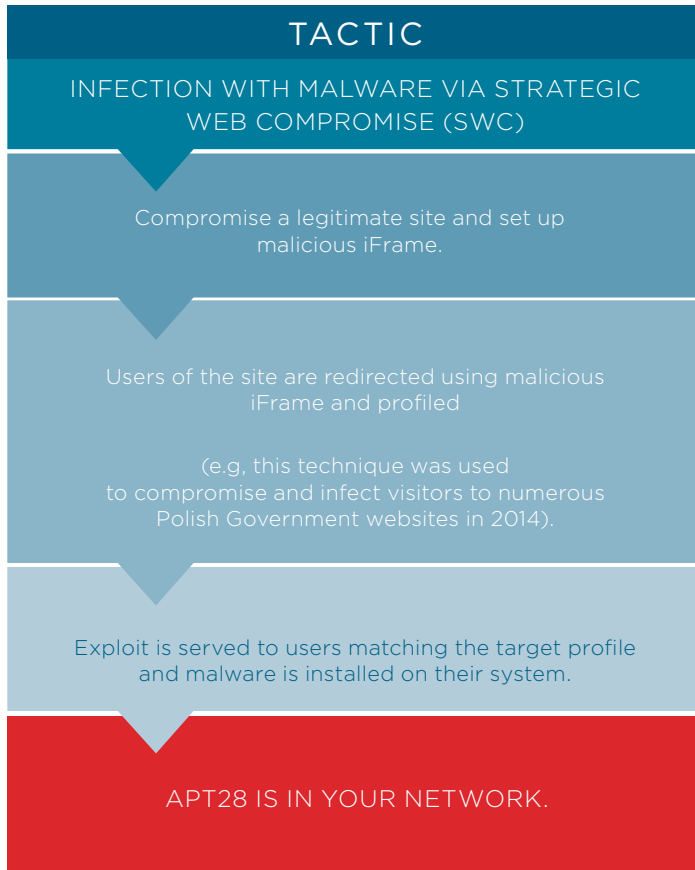 TACTIC
INFECTION WITH MALWARE VIA STRATEGIC
WEB COMPROMISE (SWC)
Compromise a legitimate site and set up
malicious iFrame.
Users of the site are redirected using malicious
iFrame and profiled
(e.g, this technique was used
to compromise and infect visitors to numerous
Polish Government websites in 2014).
Exploit is served to users matching the target profile
and malware is installed on their system.
APT28 IS IN YOUR NETWORK.